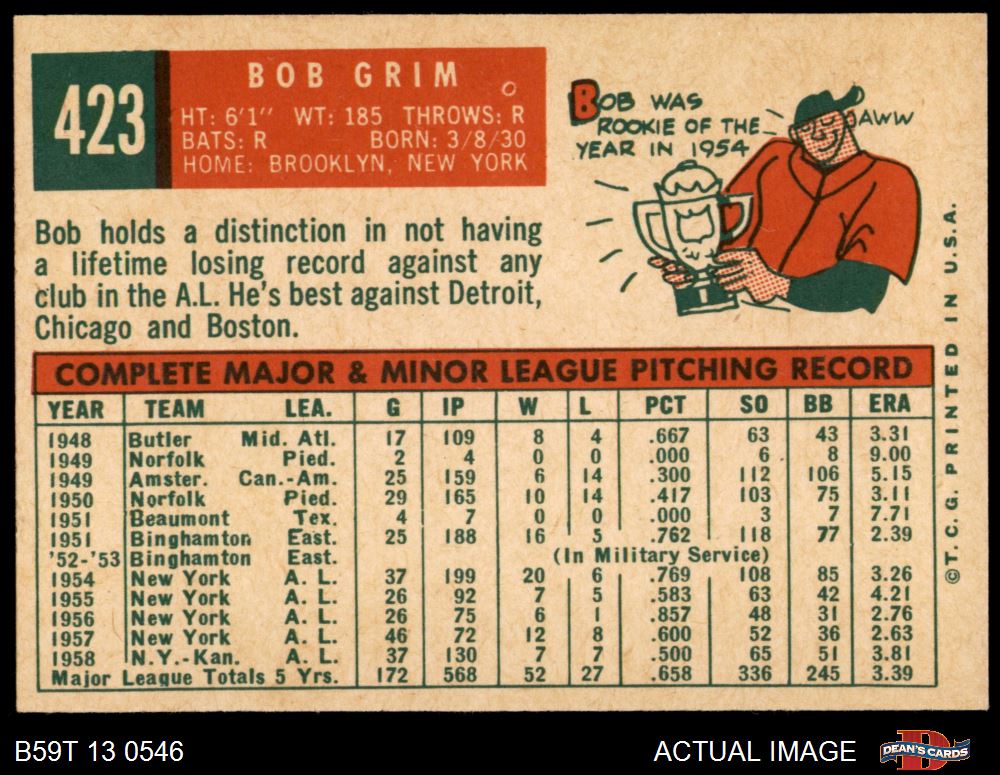 423
BOB GRIM
HT: 6'1" WT: 185 THROWS: R
BATS: R BORN: 3/8/30
HOME: BROOKLYN, NEW YORK
BOB WAS
ROOKIE OF THE
YEAR IN 1954
AWW
Bob holds a distinction in not having
a lifetime losing record against any
club in the A.L. He's best against Detroit,
Chicago and Boston.
COMPLETE MAJOR & MINOR LEAGUE PITCHING RECORD
YEAR TEAM LEA. G IP W L PCT SO BB ERA
1948 Butler Mid. Atl. 17 109 8 4 .667 63 43 3.31
1949 Norfolk Pied. 2 4 0 0 .000 6 8 9.00
1949 Amster. Can.-Am. 25 159 6 14 .300 112 106 5.15
1950 Norfolk Pied. 29 165 10 14 .417 103 75 3.11
1951 Beaumont Tex. 4 7 0 0 .000 3 7 7.71
1951 Binghamton East. 25 188 16 5 .762 118 77 2.39
'52-'53 Binghamton East. (In Military Service)
1954 New York A. L. 37 199 20 6 .769 108 85 3.26
1955 New York A. L. 26 92 7 5 .583 63 42 4.21
1956 New York A. L. 26 75 6 1 .857 48 31 2.76
1957 New York A. L. 46 72 12 8 .600 52 36 2.63
1958 N.Y.-Kan. A. L. 37 130 7 7 .500 65 51 3.81
Major League Totals 5 Yrs. 172 568 52 27 .658 336 245 3.39
©T.C.G. PRINTED IN U.S.A.
B59T 13 0546
ACTUAL IMAGE
DEAN'S CARDS